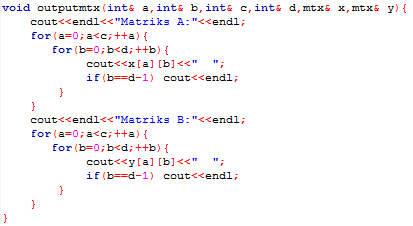 void outputmtx(int& a,int& b,int& c,int& d,mtx& x,mtx& y){
    cout<<endl<<"Matriks A:"<<endl;
    for(a=0;a<c;++a){
       for(b=0;b<d;++b){
            cout<<x[a][b]<<"  ";
            if(b==d-1) cout<<endl;
        }
    }
    cout<<endl<<"Matriks B:"<<endl;
    for(a=0;a<c;++a){
       for(b=0;b<d;++b){
            cout<<y[a][b]<<"  ";
            if(b==d-1) cout<<endl;
        }
    }
}